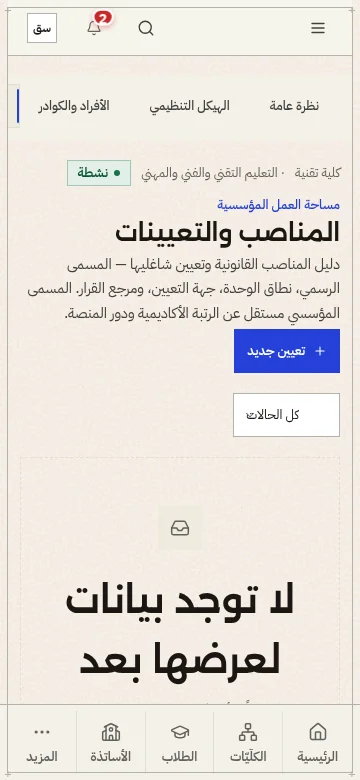 سق
2
نظرة عامة
الهيكل التنظيمي
الأفراد والكوادر
كلية تقنية · التعليم التقني والفني والمهني
نشطة
مساحة العمل المؤسسية
المناصب والتعيينات
دليل المناصب القانونية وتعيين شاغليها — المسمى
الرسمي، نطاق الوحدة، جهة التعيين، ومرجع القرار. المسمى
المؤسسي مستقل عن الرتبة الأكاديمية ودور المنصة.
+ تعيين جديد
كل الحالات
لا توجد بيانات
لعرضها بعد
الرئيسية
الكليّات
الطلاب
الأساتذة
المزيد